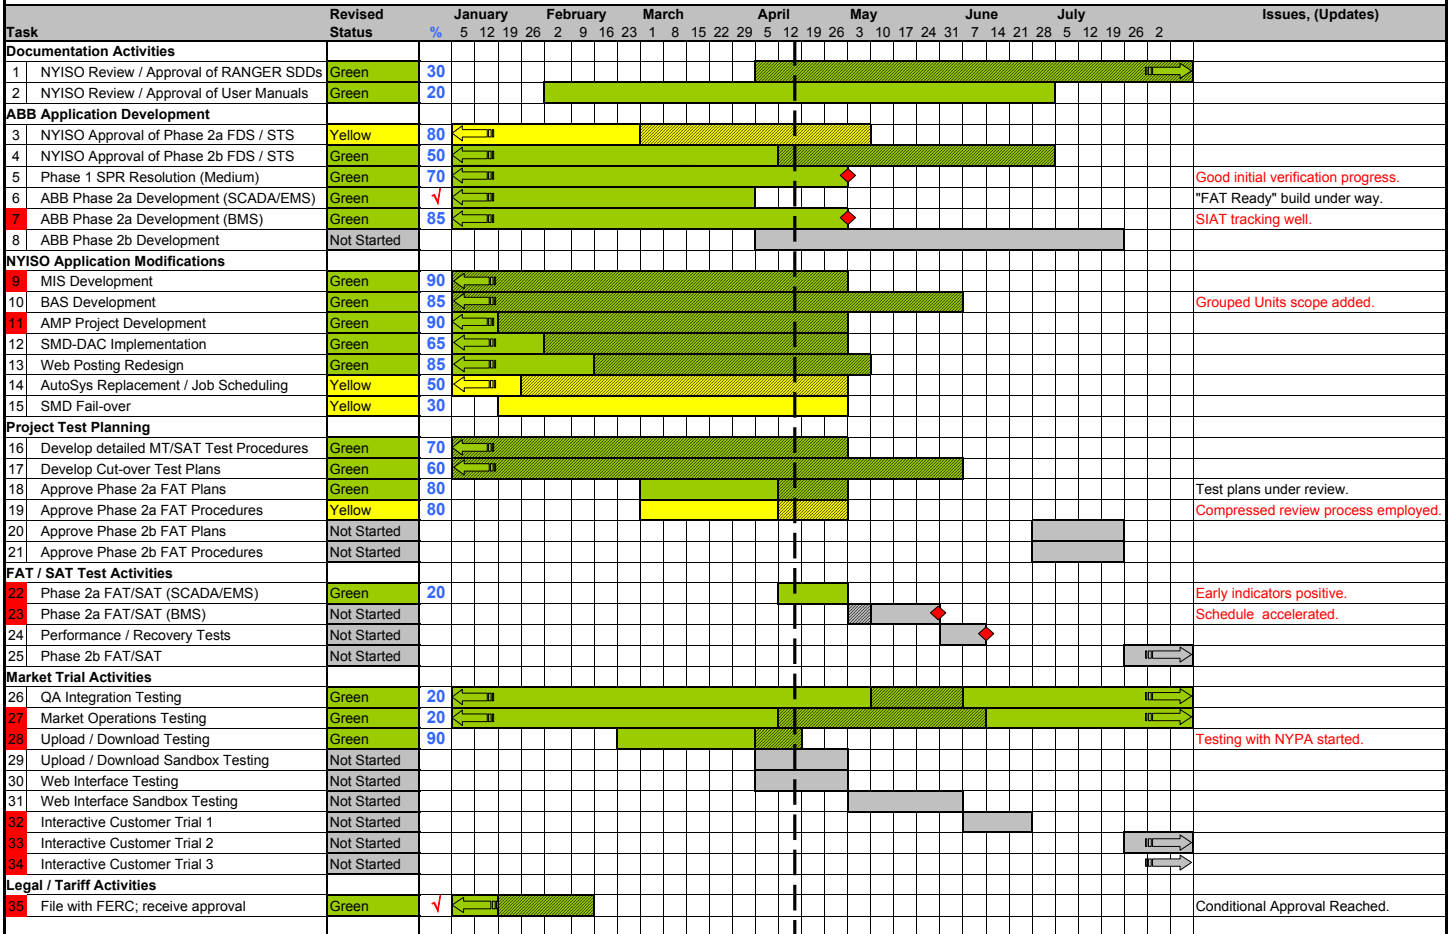 Revised January February March April May June July Issues, (Updates)
Task Status % 5 12 19 26 2 9 16 23 1 8 15 22 29 5 12 19 26 3 10 17 24 31 7 14 21 28 5 12 19 26 2
Documentation Activities
1 NYISO Review / Approval of RANGER SDDs Green 30
2 NYISO Review / Approval of User Manuals Green 20
ABB Application Development
3 NYISO Approval of Phase 2a FDS / STS Yellow 80
4 NYISO Approval of Phase 2b FDS / STS Green 50
5 Phase 1 SPR Resolution (Medium) Green 70 Good initial verification progress.
6 ABB Phase 2a Development (SCADA/EMS) Green √ "FAT Ready" build under way.
7 ABB Phase 2a Development (BMS) Green 85 SIAT tracking well.
8 ABB Phase 2b Development Not Started
NYISO Application Modifications
9 MIS Development Green 90
10 BAS Development Green 85 Grouped Units scope added.
11 AMP Project Development Green 90
12 SMD-DAC Implementation Green 65
13 Web Posting Redesign Green 85
14 AutoSys Replacement / Job Scheduling Yellow 50
15 SMD Fail-over Yellow 30
Project Test Planning
16 Develop detailed MT/SAT Test Procedures Green 70
17 Develop Cut-over Test Plans Green 60
18 Approve Phase 2a FAT Plans Green 80 Test plans under review.
19 Approve Phase 2a FAT Procedures Yellow 80 Compressed review process employed.
20 Approve Phase 2b FAT Plans Not Started
21 Approve Phase 2b FAT Procedures Not Started
FAT / SAT Test Activities
22 Phase 2a FAT/SAT (SCADA/EMS) Green 20 Early indicators positive.
23 Phase 2a FAT/SAT (BMS) Not Started Schedule accelerated.
24 Performance / Recovery Tests Not Started
25 Phase 2b FAT/SAT Not Started
Market Trial Activities
26 QA Integration Testing Green 20
27 Market Operations Testing Green 20
28 Upload / Download Testing Green 90 Testing with NYPA started.
29 Upload / Download Sandbox Testing Not Started
30 Web Interface Testing Not Started
31 Web Interface Sandbox Testing Not Started
32 Interactive Customer Trial 1 Not Started
33 Interactive Customer Trial 2 Not Started
34 Interactive Customer Trial 3 Not Started
Legal / Tariff Activities
35 File with FERC; receive approval Green √ Conditional Approval Reached.